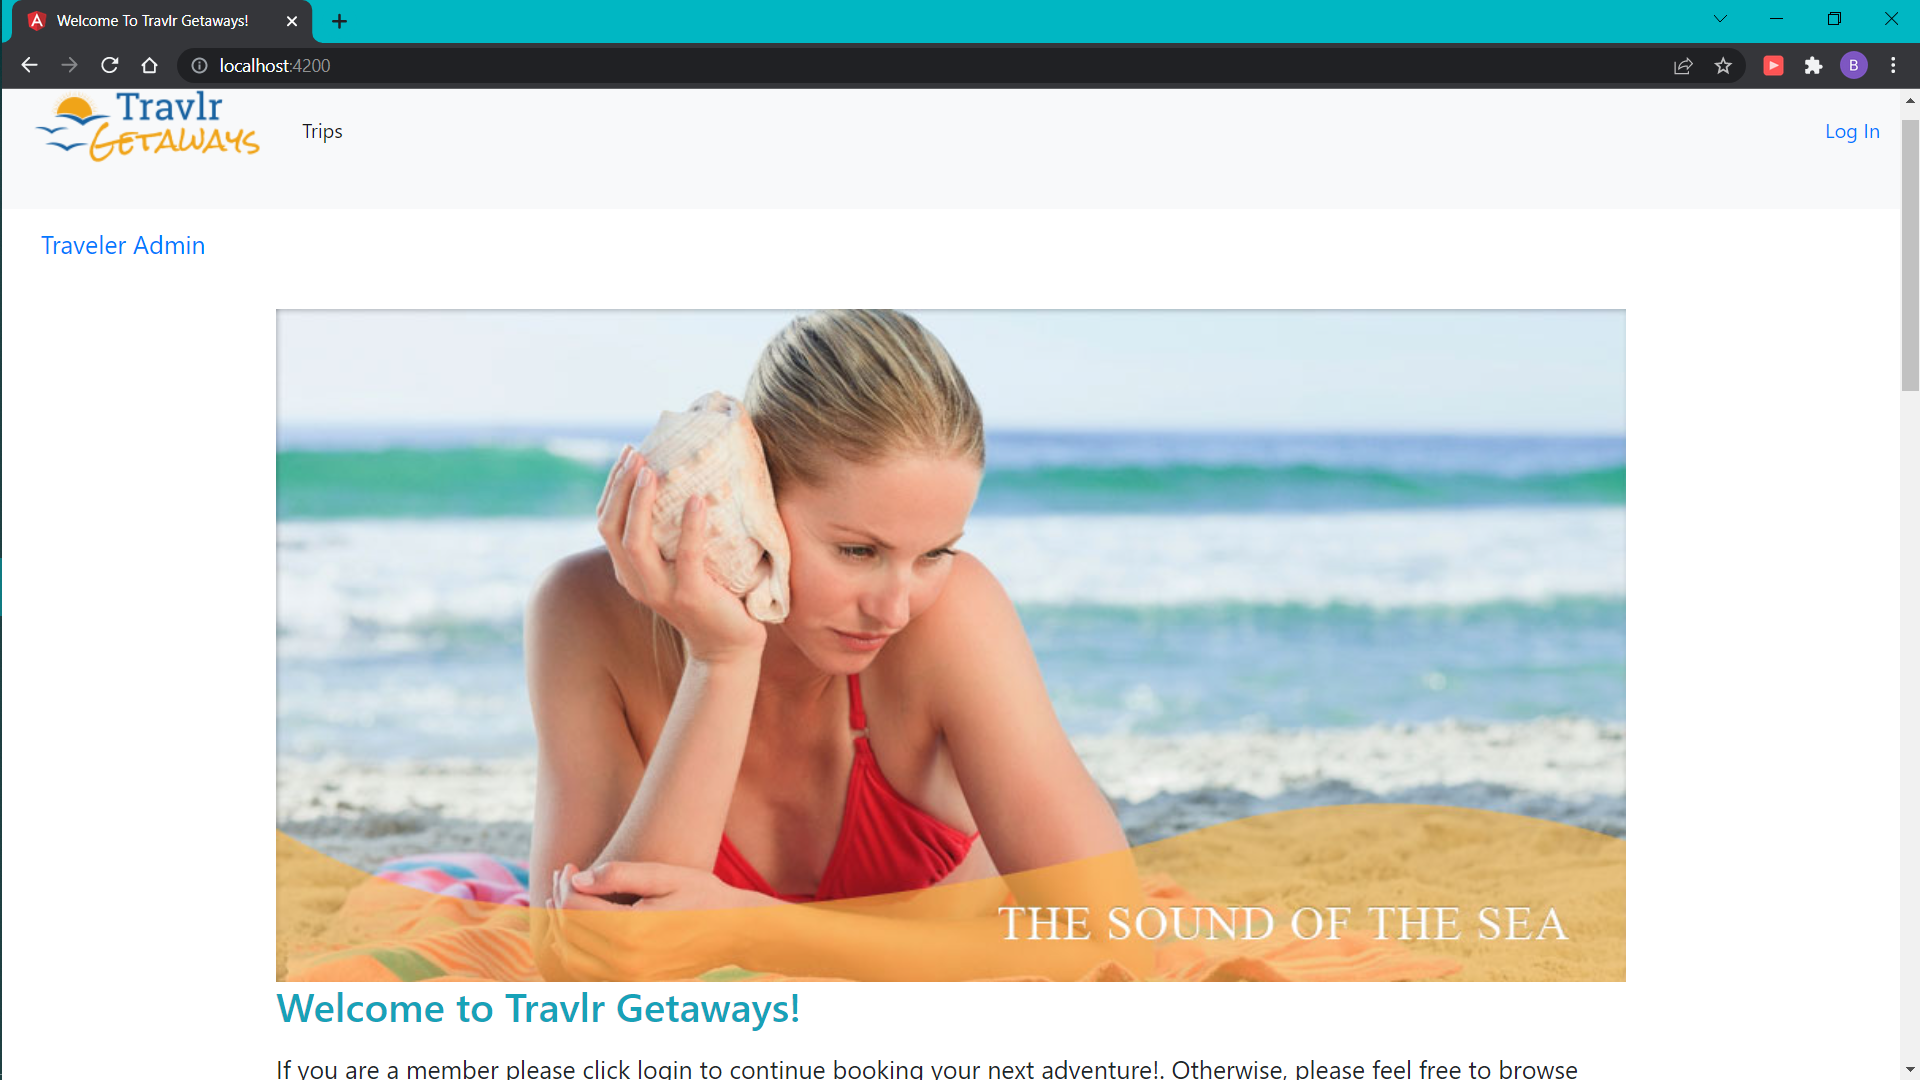 Welcome To Travlr Getaways!
localhost:4200
B
Travlr
GETAWAYS
Trips
Log In
Traveler Admin
THE SOUND OF THE SEA
Welcome to Travlr Getaways!
If you are a member please click login to continue booking your next adventure!. Otherwise, please feel free to browse